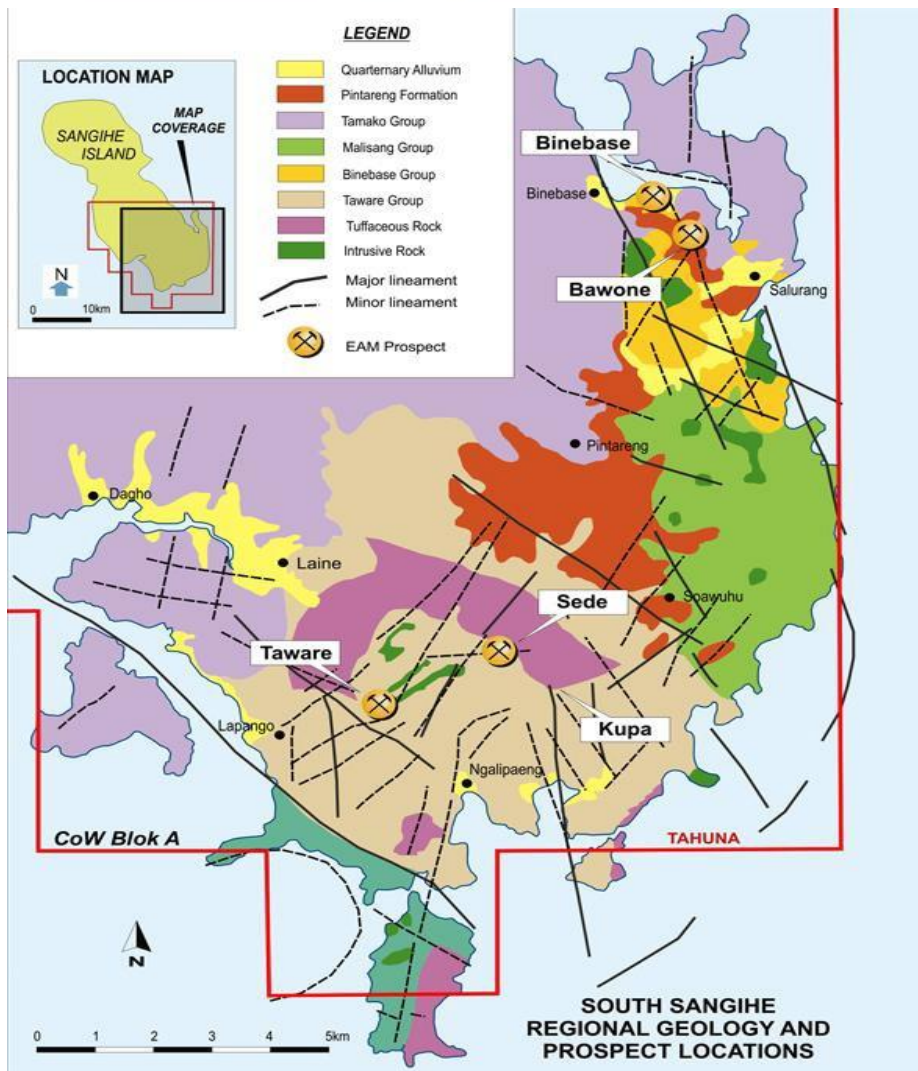 LEGEND
LOCATION MAP
MAP
COVERAGE
SANGIHE
ISLAND
N
0 10km
Quarternary Alluvium
Pintareng Formation
Tamako Group
Malisang Group
Binebase Group
Taware Group
Tuffaceous Rock
Intrusive Rock
Major lineament
Minor lineament
EAM Prospect
Binebase
Binebase
Bawone
Salurang
Pintareng
Dagho
Laine
Sede
Soawuhu
Taware
Lapango
Kupa
Ngalipaeng
CoW Blok A
TAHUNA
N
0 1 2 3 4 5km
SOUTH SANGIHE
REGIONAL GEOLOGY AND
PROSPECT LOCATIONS